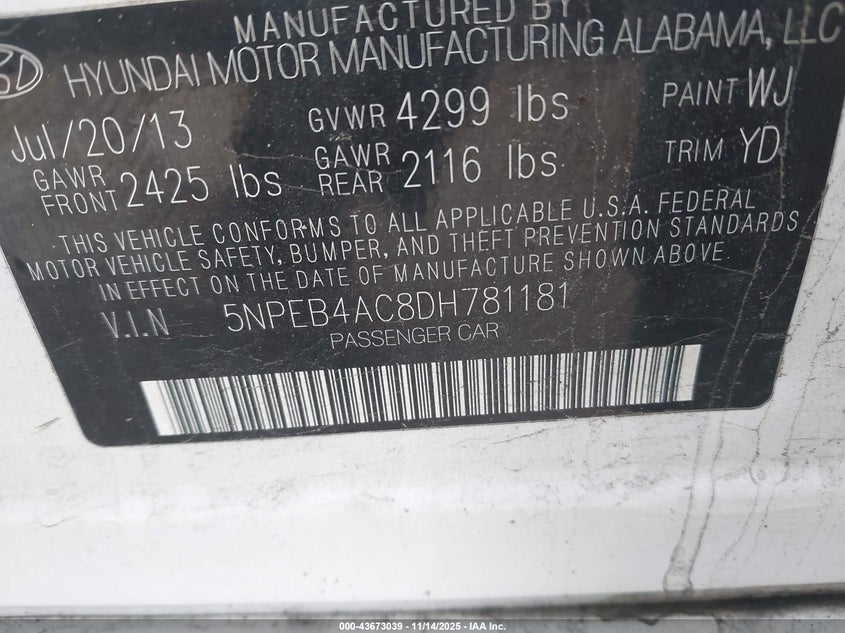 MANUFACTURED BY
HYUNDAI MOTOR MANUFACTURING ALABAMA, LLC
Jul/20/13 GVWR 4299 lbs PAINT WJ
GAWR FRONT 2425 lbs GAWR REAR 2116 lbs TRIM YD
THIS VEHICLE CONFORMS TO ALL APPLICABLE U.S.A. FEDERAL
MOTOR VEHICLE SAFETY, BUMPER, AND THEFT PREVENTION STANDARDS
IN EFFECT ON THE DATE OF MANUFACTURE SHOWN ABOVE.
V.I.N 5NPEB4AC8DH781181
PASSENGER CAR
000-43673039 - 11/14/2025 - IAA Inc.